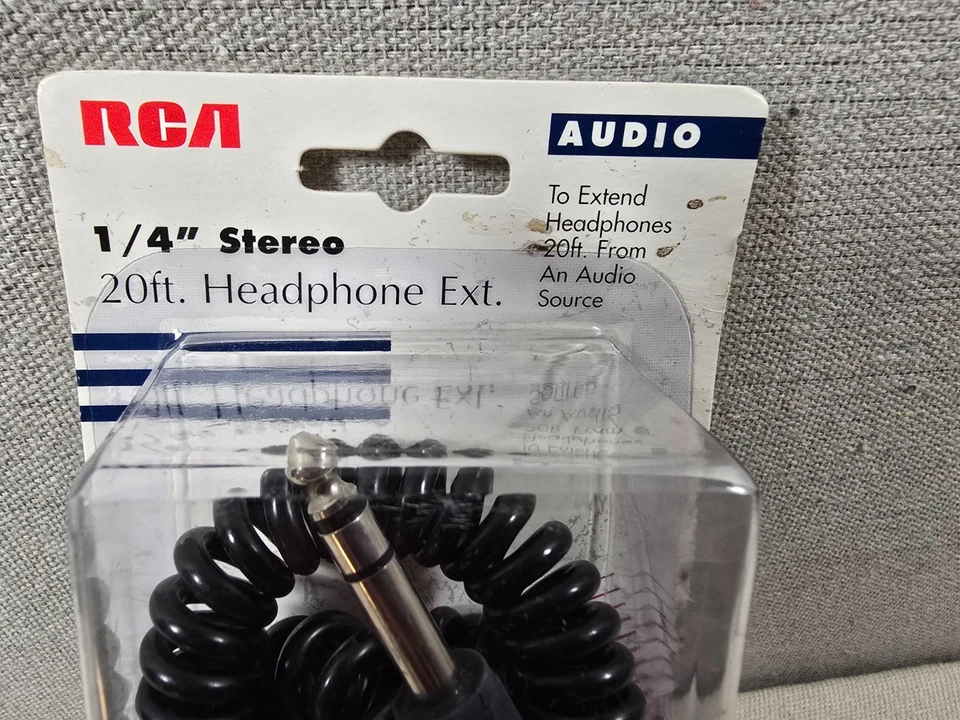 RCA
AUDIO
To Extend
Headphones
20ft. From
An Audio
Source
1/4" Stereo
20ft. Headphone Ext.